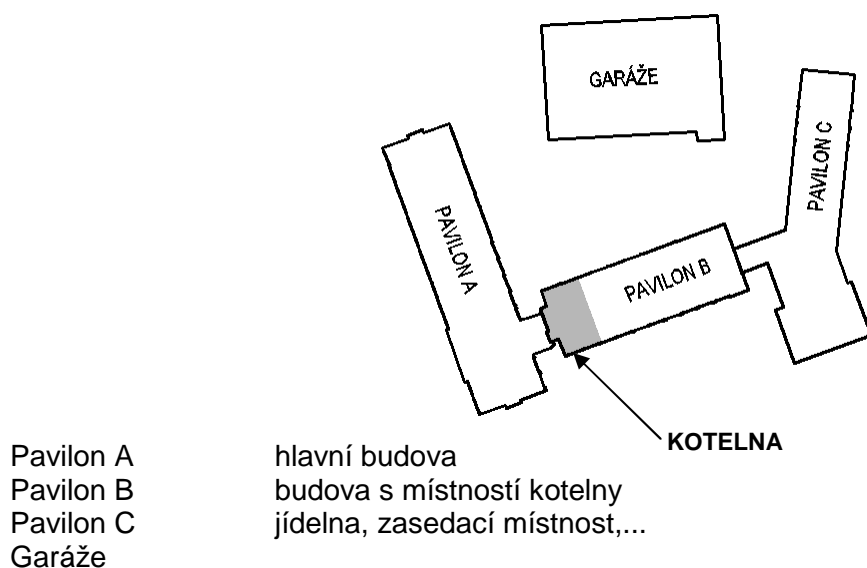 GARÁŽE
PAVILON C
PAVILON A
PAVILON B
KOTELNA
Pavilon A hlavní budova
Pavilon B budova s místností kotelny
Pavilon C jídelna, zasedací místnost,...
Garáže